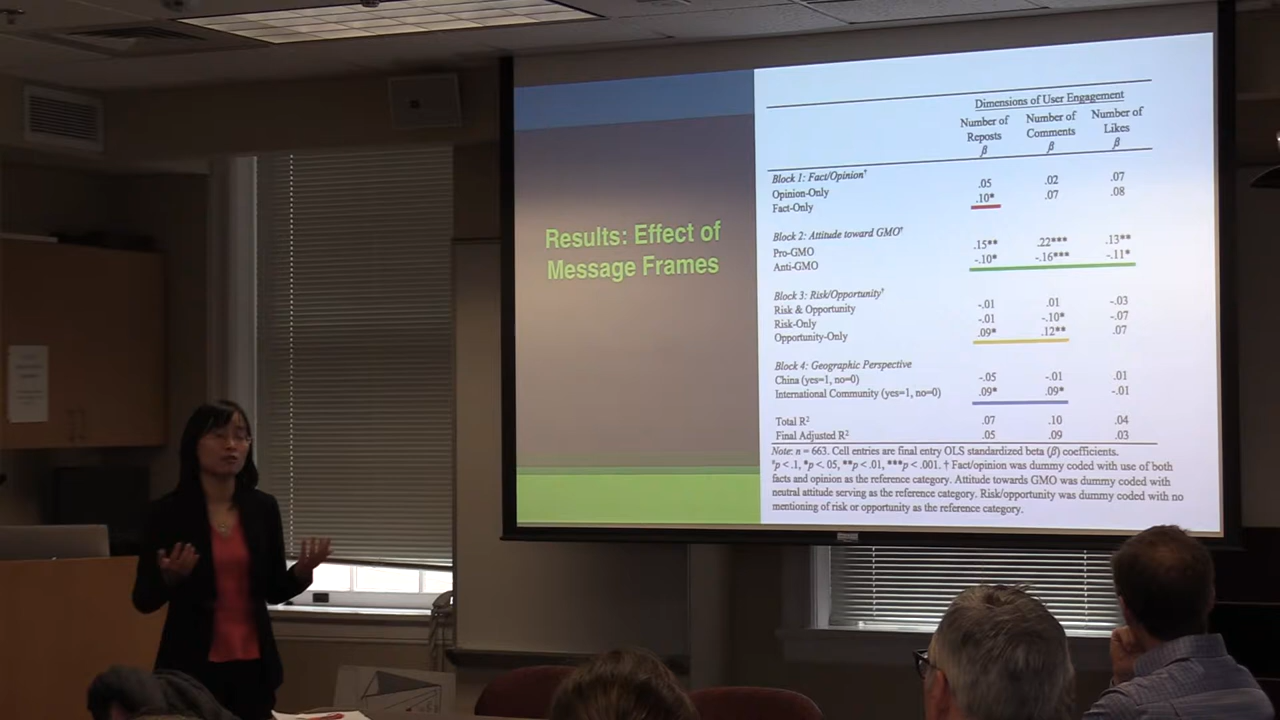 Results: Effect of
Message Frames
Dimensions of User Engagement
Number of Reposts β
Number of Comments β
Number of Likes β
Block 1: Fact/Opinion†
Opinion-Only .05 .02 .07
Fact-Only .10* .07 .08
Block 2: Attitude toward GMO†
Pro-GMO .15** .22*** .13**
Anti-GMO -.10* -.16*** -.11*
Block 3: Risk/Opportunity†
Risk & Opportunity -.01 .01 -.03
Risk-Only -.01 -.10* -.07
Opportunity-Only .09* .12** .07
Block 4: Geographic Perspective
China (yes=1, no=0) -.05 -.01 .01
International Community (yes=1, no=0) .09* .09* -.01
Total R² .07 .10 .04
Final Adjusted R² .05 .09 .03
Note: n = 663. Cell entries are final entry OLS standardized beta (β) coefficients.
p < .1, *p < .05, **p < .01, ***p < .001. † Fact/opinion was dummy coded with use of both
facts and opinion as the reference category. Attitude towards GMO was dummy coded with
neutral attitude serving as the reference category. Risk/opportunity was dummy coded with no
mentioning of risk or opportunity as the reference category.